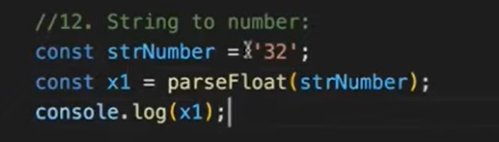 //12. String to number:
const strNumber ='32';
const x1 = parseFloat(strNumber);
console.log(x1);